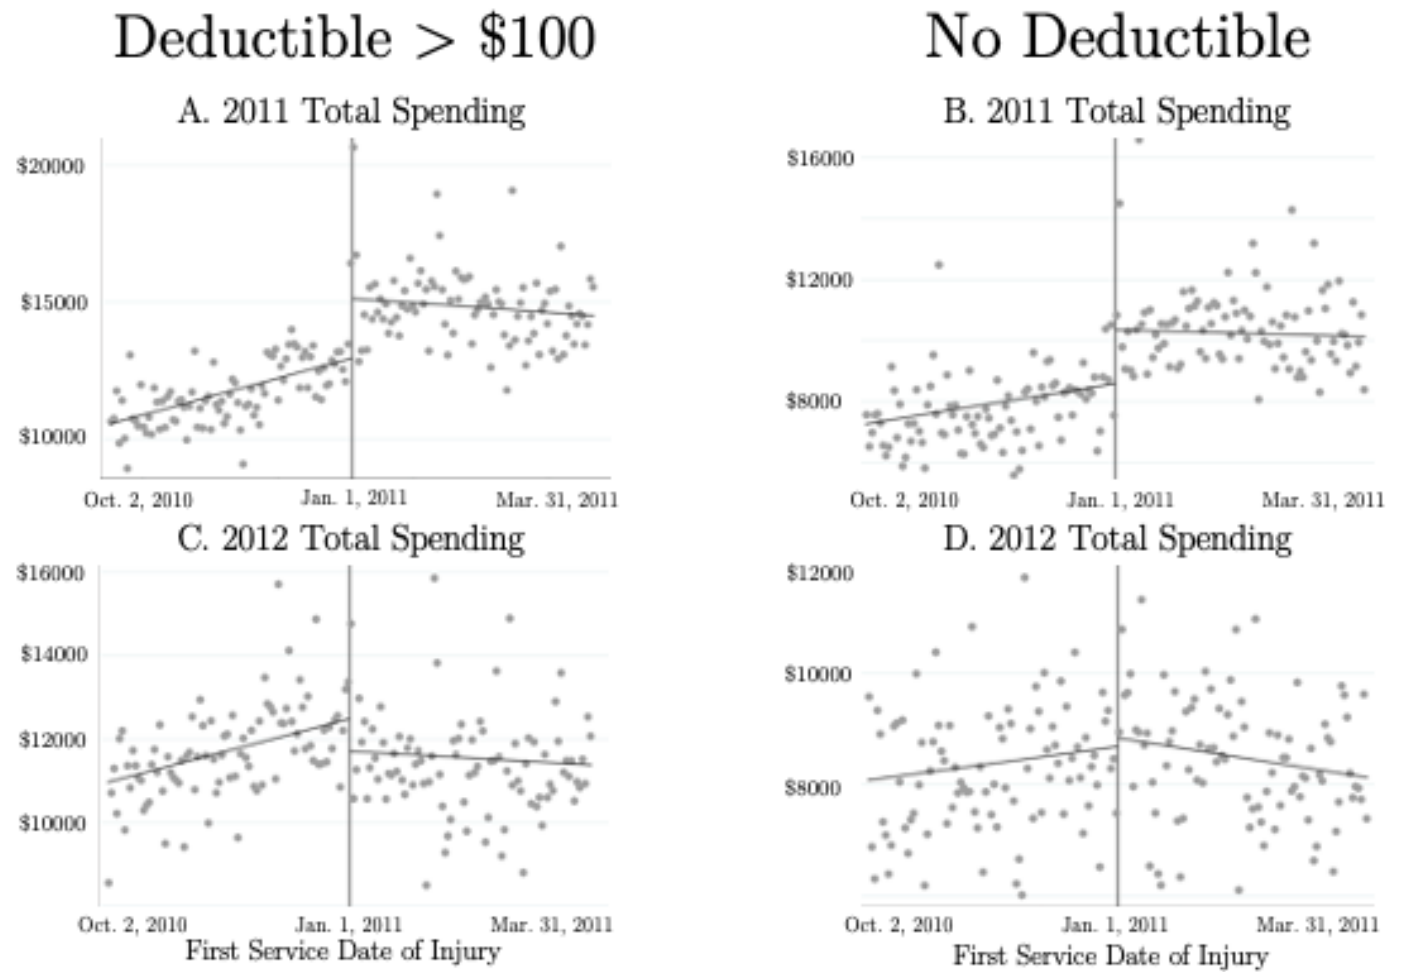 Deductible > $100
No Deductible
A. 2011 Total Spending
$20000
$15000
$10000
Oct. 2, 2010
Jan. 1, 2011
Mar. 31, 2011
B. 2011 Total Spending
$16000
$12000
$8000
Oct. 2, 2010
Jan. 1, 2011
Mar. 31, 2011
C. 2012 Total Spending
$16000
$14000
$12000
$10000
Oct. 2, 2010
Jan. 1, 2011
Mar. 31, 2011
First Service Date of Injury
D. 2012 Total Spending
$12000
$10000
$8000
Oct. 2, 2010
Jan. 1, 2011
Mar. 31, 2011
First Service Date of Injury